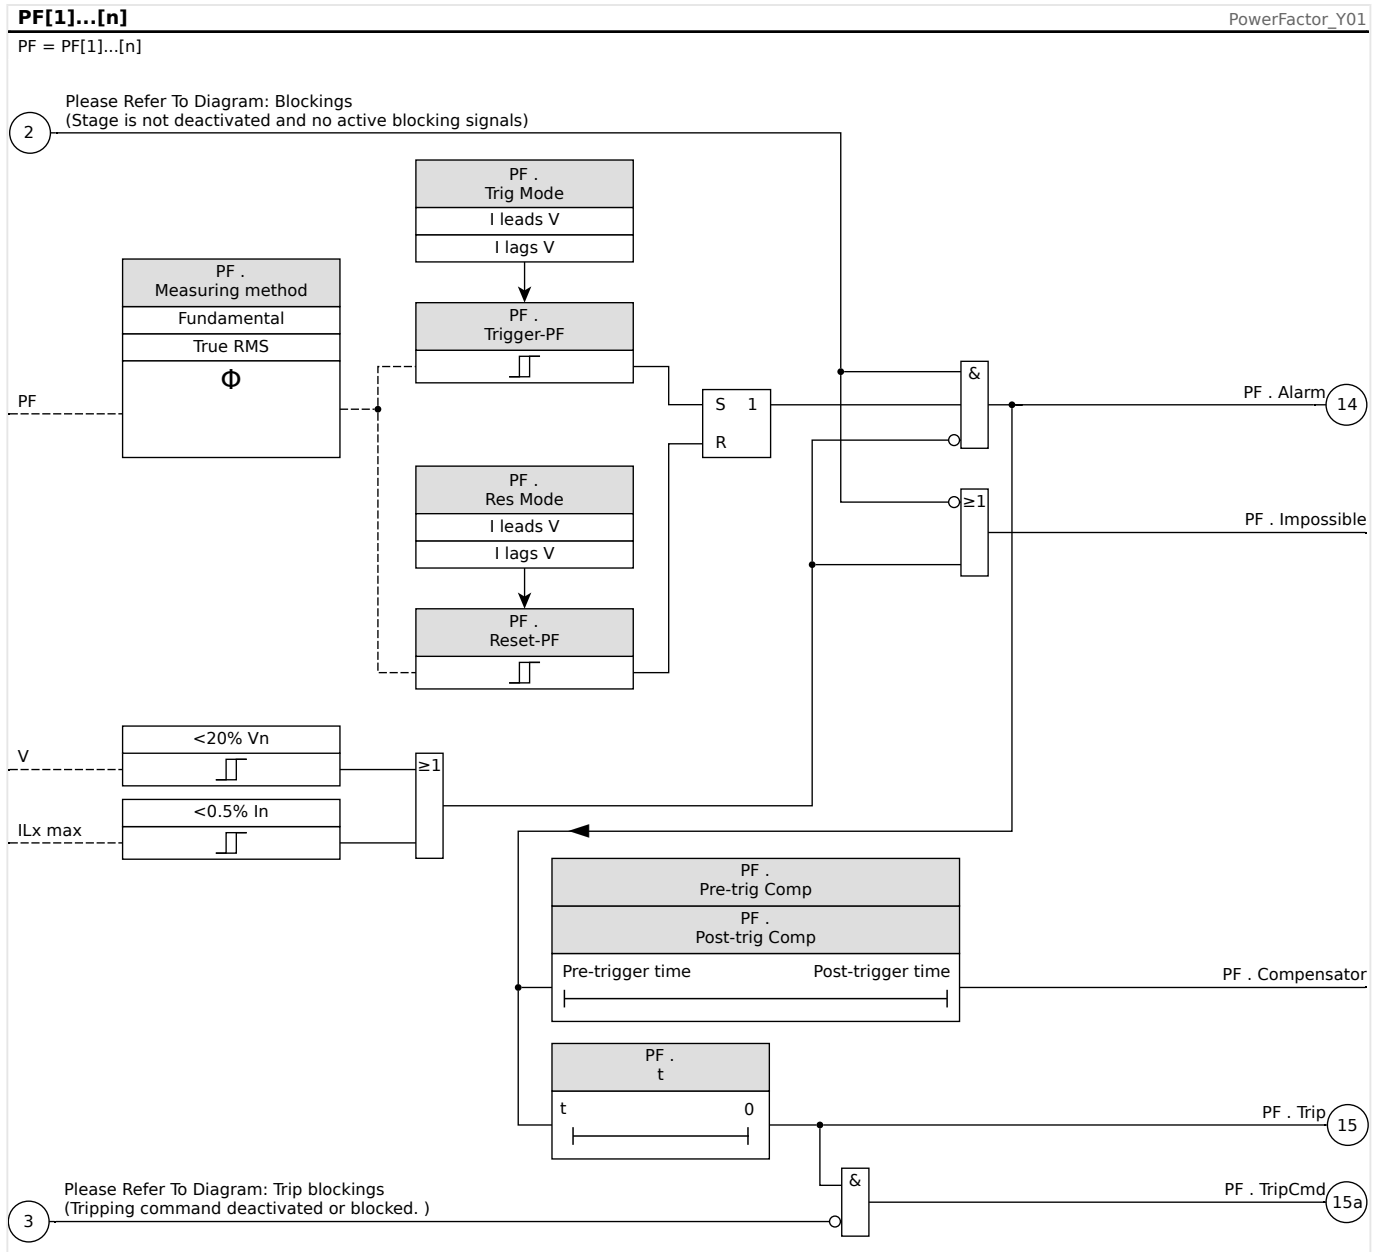 PF[1]...[n]
PowerFactor_Y01
PF = PF[1]...[n]
Please Refer To Diagram: Blockings
(Stage is not deactivated and no active blocking signals)
2
PF .
Trig Mode
I leads V
I lags V
PF .
Measuring method
Fundamental
True RMS
Φ
PF
PF .
Trigger-PF
S 1
R
&
PF . Alarm
14
PF .
Res Mode
I leads V
I lags V
≥1
PF . Impossible
PF .
Reset-PF
<20% Vn
V
≥1
<0.5% In
ILx max
PF .
Pre-trig Comp
PF .
Post-trig Comp
Pre-trigger time Post-trigger time
PF . Compensator
PF .
t
t 0
PF . Trip
15
&
PF . TripCmd
15a
Please Refer To Diagram: Trip blockings
(Tripping command deactivated or blocked. )
3